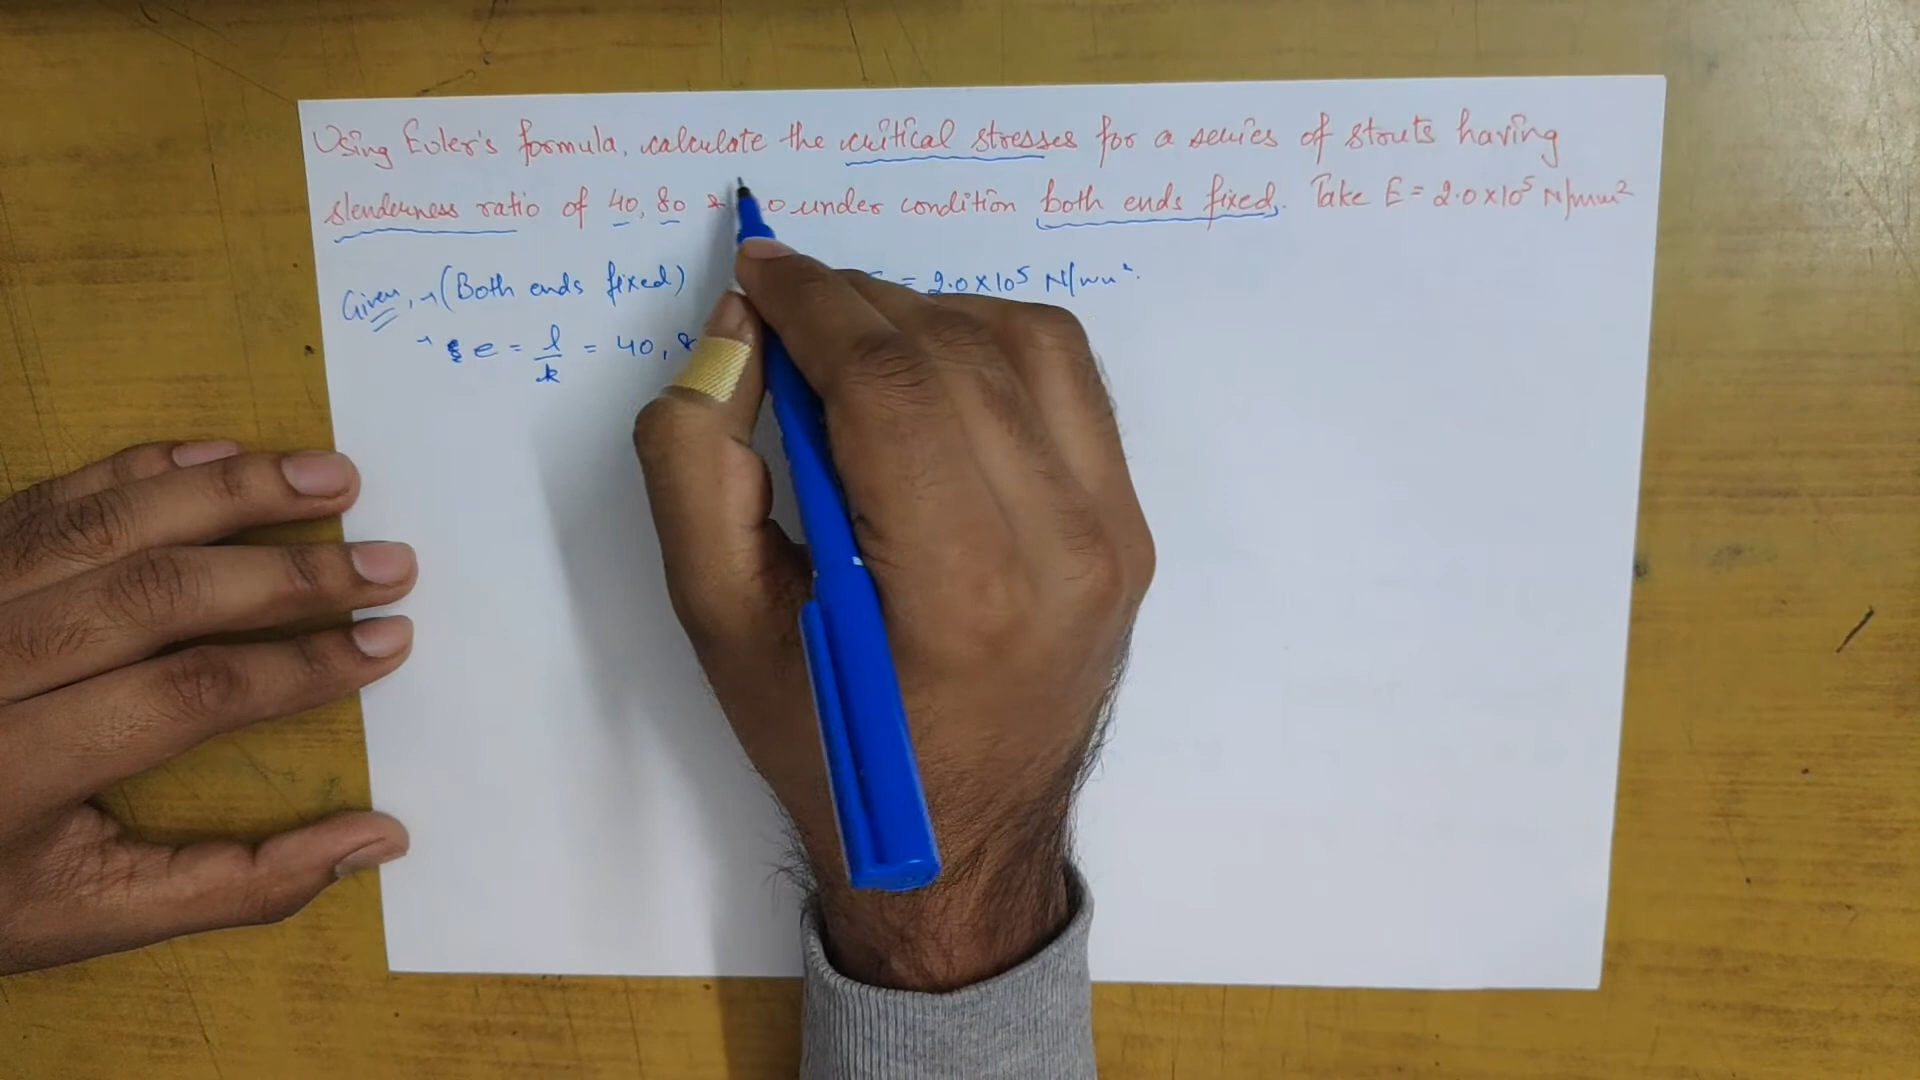 Using Euler's formula, calculate the critical stresses for a series of struts having
slenderness ratio of 40, 80 & 0 under condition both ends fixed. Take E = 2.0 x 10⁵ N/mm²
Given, → (Both ends fixed) = 2.0 x 10⁵ N/mm².
→ e = l/k = 40,